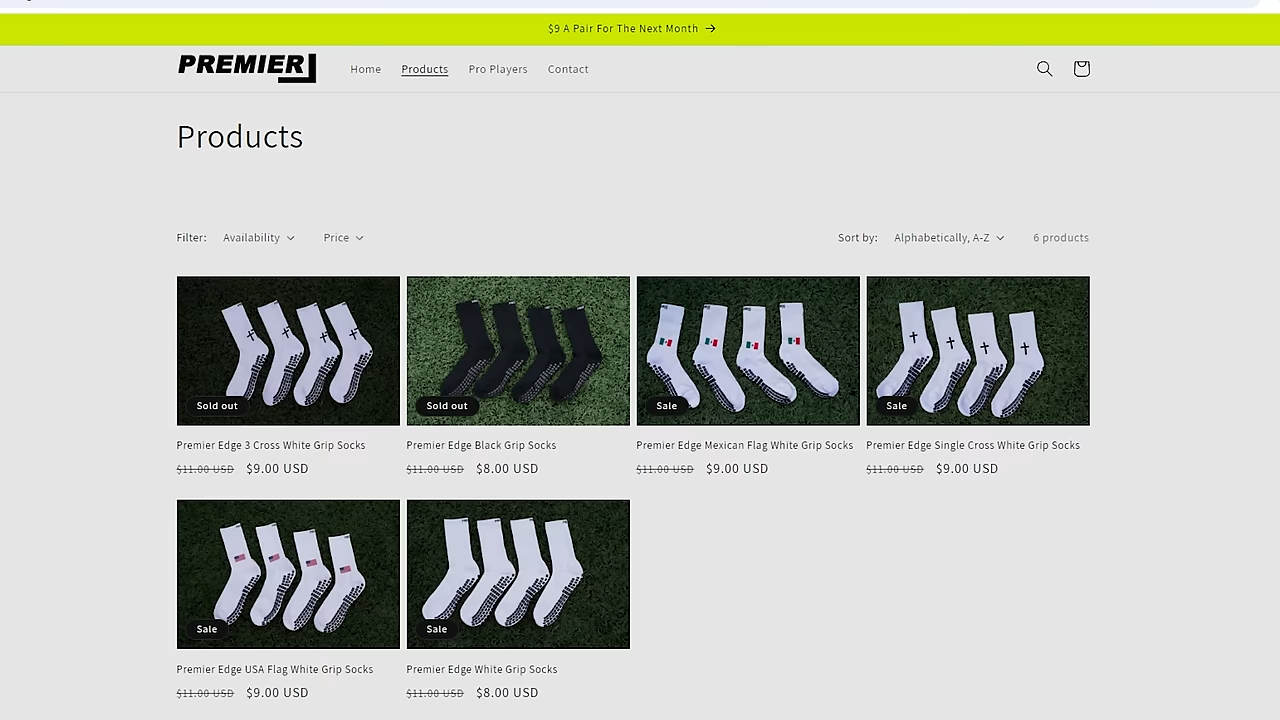 $9 A Pair For The Next Month →
PREMIER
Home Products Pro Players Contact
Products
Filter: Availability Price Sort by: Alphabetically, A-Z 6 products
Sold out Sold out Sale Sale
Premier Edge 3 Cross White Grip Socks Premier Edge Black Grip Socks Premier Edge Mexican Flag White Grip Socks Premier Edge Single Cross White Grip Socks
$11.00 USD $9.00 USD $11.00 USD $8.00 USD $11.00 USD $9.00 USD $11.00 USD $9.00 USD
Sale Sale
Premier Edge USA Flag White Grip Socks Premier Edge White Grip Socks
$11.00 USD $9.00 USD $11.00 USD $8.00 USD